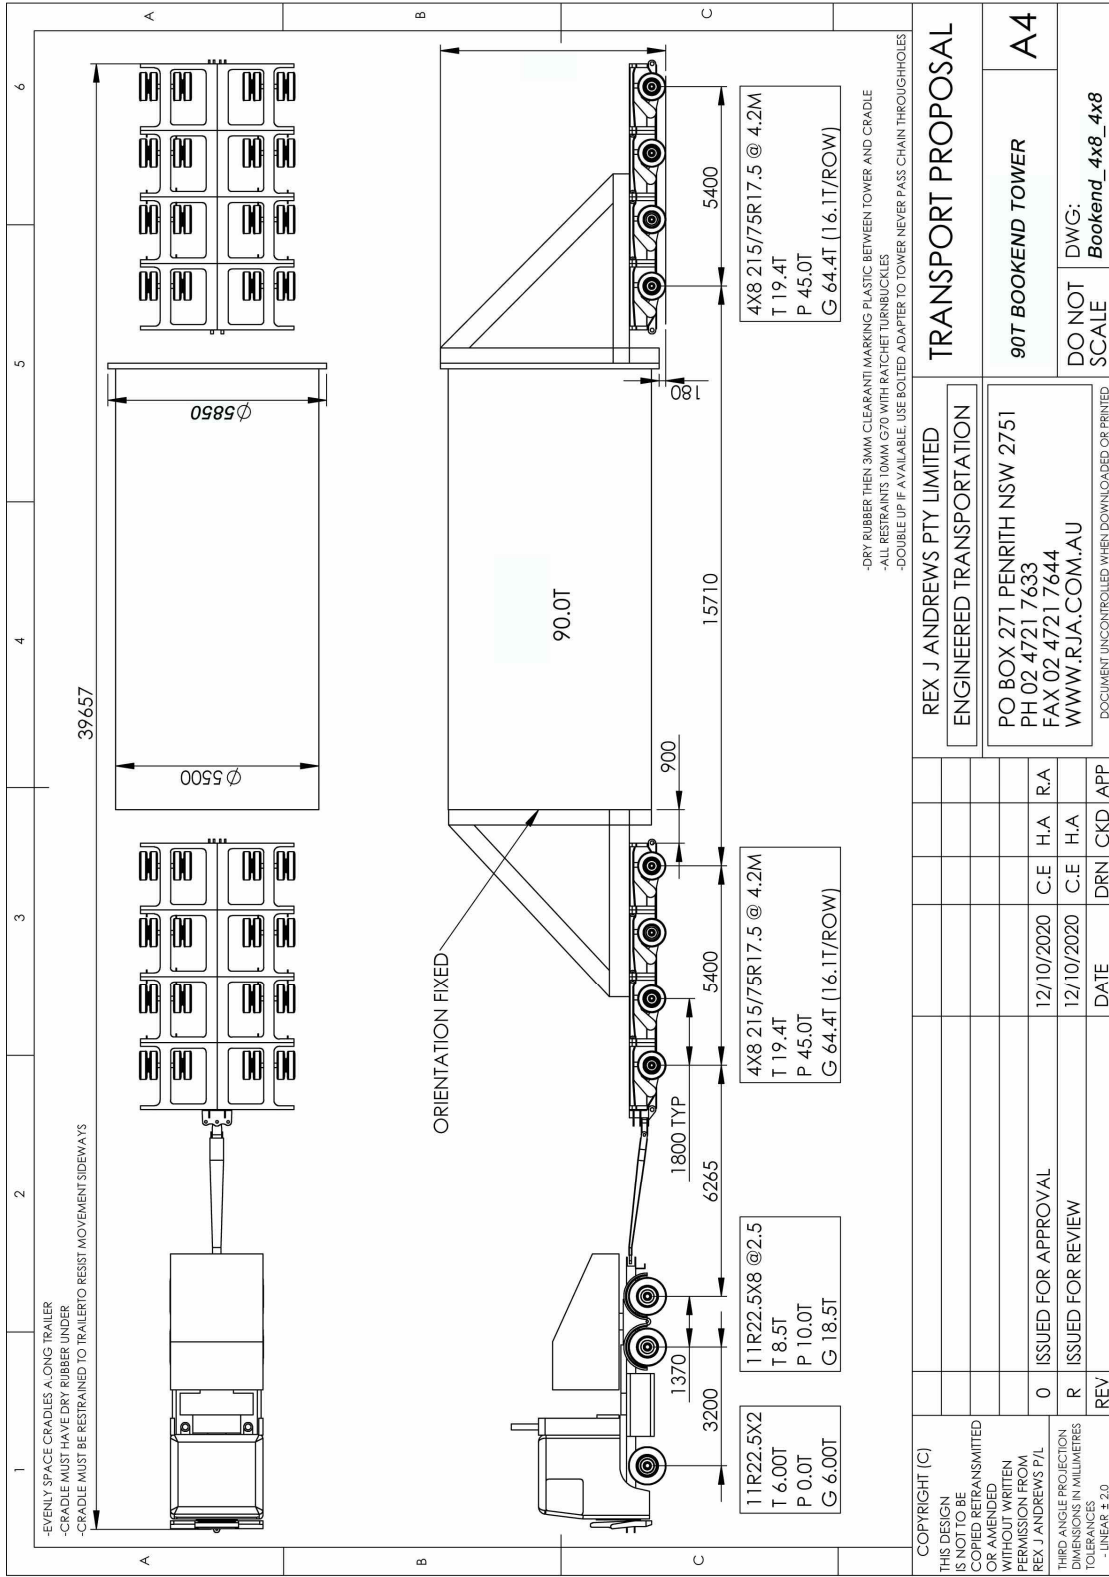 1
2
3
4
5
6
A
B
C
A
B
C
-EVENLY SPACE CRADLES ALONG TRAILER
-CRADLE MUST HAVE DRY RUBBER UNDER
-CRADLE MUST BE RESTRAINED TO TRAILERTO RESIST MOVEMENT SIDEWAYS
39657
Ø5500
Ø5850
ORIENTATION FIXED
90.0T
900
180
1800 TYP
3200
1370
6265
5400
15710
5400
11R22.5X2
T 6.00T
P 0.0T
G 6.00T
11R22.5X8 @2.5
T 8.5T
P 10.0T
G 18.5T
4X8 215/75R17.5 @ 4.2M
T 19.4T
P 45.0T
G 64.4T (16.1T/ROW)
4X8 215/75R17.5 @ 4.2M
T 19.4T
P 45.0T
G 64.4T (16.1T/ROW)
-DRY RUBBER THEN 3MM CLEARANTI MARKING PLASTIC BETWEEN TOWER AND CRADLE
-ALL RESTRAINTS 10MM G70 WITH RATCHET TURNBUCKLES
-DOUBLE UP IF AVAILABLE, USE BOLTED ADAPTER TO TOWER NEVER PASS CHAIN THROUGHHOLES
COPYRIGHT (C)
THIS DESIGN
IS NOT TO BE
COPIED RETRANSMITTED
OR AMENDED
WITHOUT WRITTEN
PERMISSION FROM
REX J ANDREWS P/L
THIRD ANGLE PROJECTION
DIMENSIONS IN MILLIMETRES
TOLERANCES
- LINEAR ± 2.0
0 ISSUED FOR APPROVAL 12/10/2020 C.E H.A R.A
R ISSUED FOR REVIEW 12/10/2020 C.E H.A
REV DATE DRN CKD APP
REX J ANDREWS PTY LIMITED
ENGINEERED TRANSPORTATION
PO BOX 271 PENRITH NSW 2751
PH 02 4721 7633
FAX 02 4721 7644
WWW.RJA.COM.AU
DOCUMENT UNCONTROLLED WHEN DOWNLOADED OR PRINTED
TRANSPORT PROPOSAL
90T BOOKEND TOWER
A4
DO NOT
SCALE
DWG:
Bookend_4x8_4x8